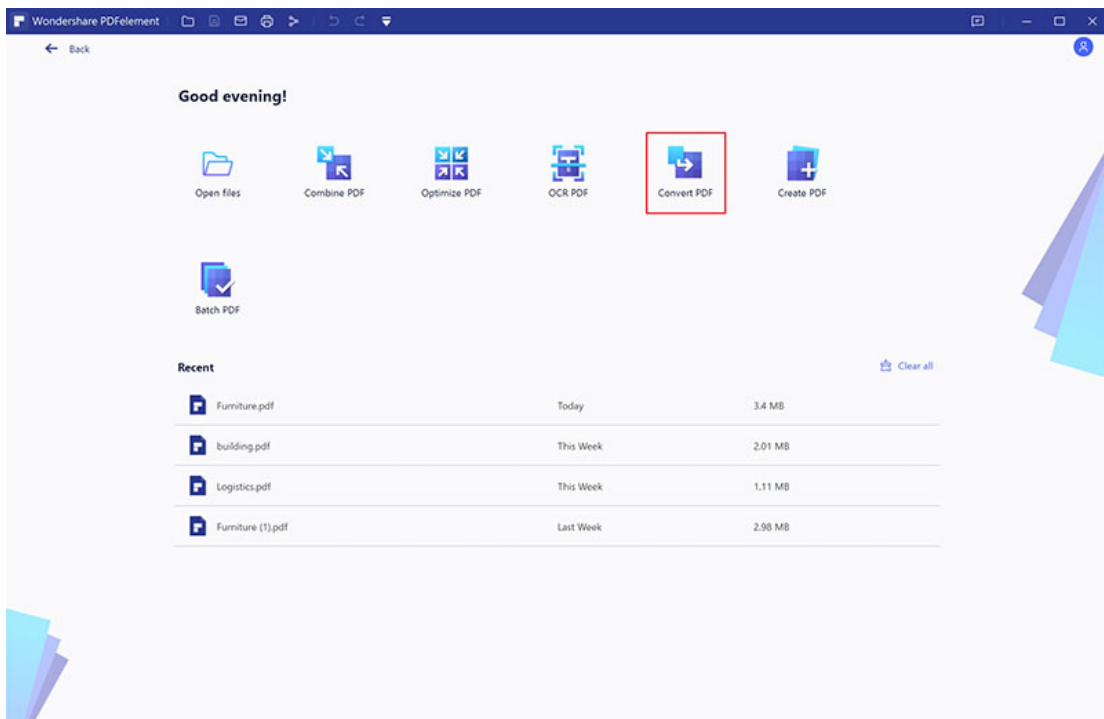 Wondershare PDFelement
Back
Good evening!
Open files
Combine PDF
Optimize PDF
OCR PDF
Convert PDF
Create PDF
Batch PDF
Recent
Clear all
Furniture.pdf Today 3.4 MB
building.pdf This Week 2.01 MB
Logistics.pdf This Week 1.11 MB
Furniture (1).pdf Last Week 2.98 MB